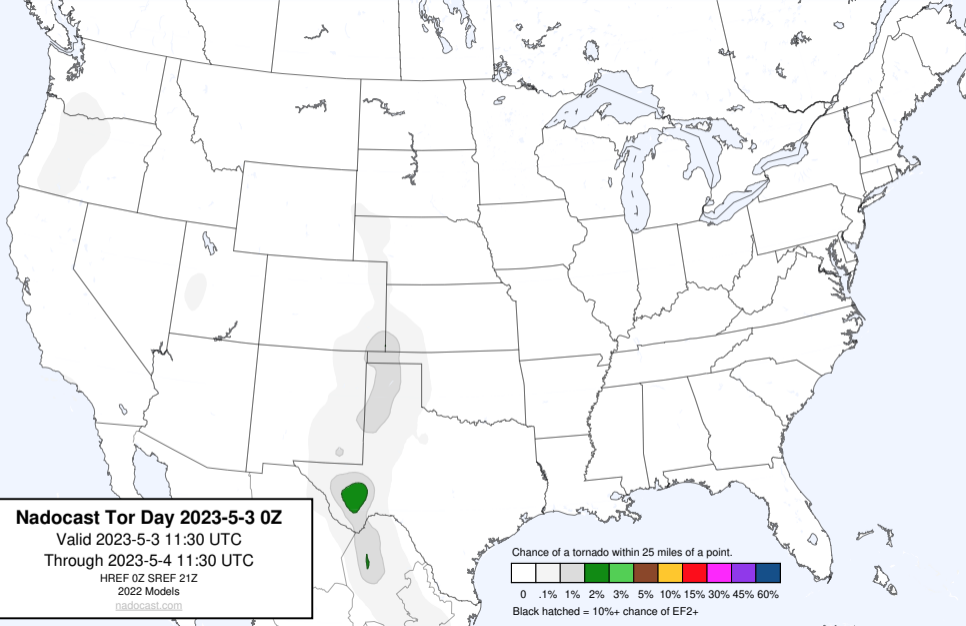 Nadocast Tor Day 2023-5-3 0Z
Valid 2023-5-3 11:30 UTC
Through 2023-5-4 11:30 UTC
HREF 0Z SREF 21Z
2022 Models
nadocast.com
Chance of a tornado within 25 miles of a point.
0 .1% 1% 2% 3% 5% 10% 15% 30% 45% 60%
Black hatched = 10%+ chance of EF2+